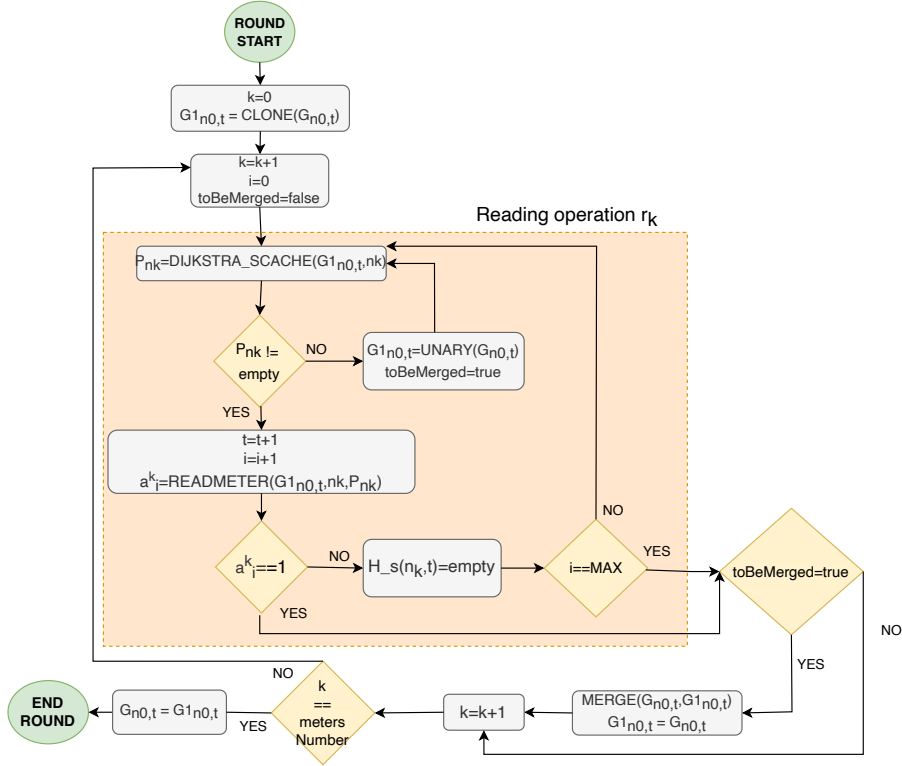 ROUND
START
k=0
G1n0,t = CLONE(Gn0,t)
k=k+1
i=0
toBeMerged=false
Reading operation rk
Pnk=DIJKSTRA_SCACHE(G1n0,t,nk)
Pnk !=
empty
NO
G1n0,t=UNARY(Gn0,t)
toBeMerged=true
YES
t=t+1
i=i+1
aki=READMETER(G1n0,t,nk,Pnk)
aki==1
NO
H_s(nk,t)=empty
i==MAX
NO
YES
toBeMerged=true
YES
NO
YES
MERGE(Gn0,t,G1n0,t)
G1n0,t = Gn0,t
k=k+1
NO
k
==
meters
Number
YES
Gn0,t = G1n0,t
END
ROUND